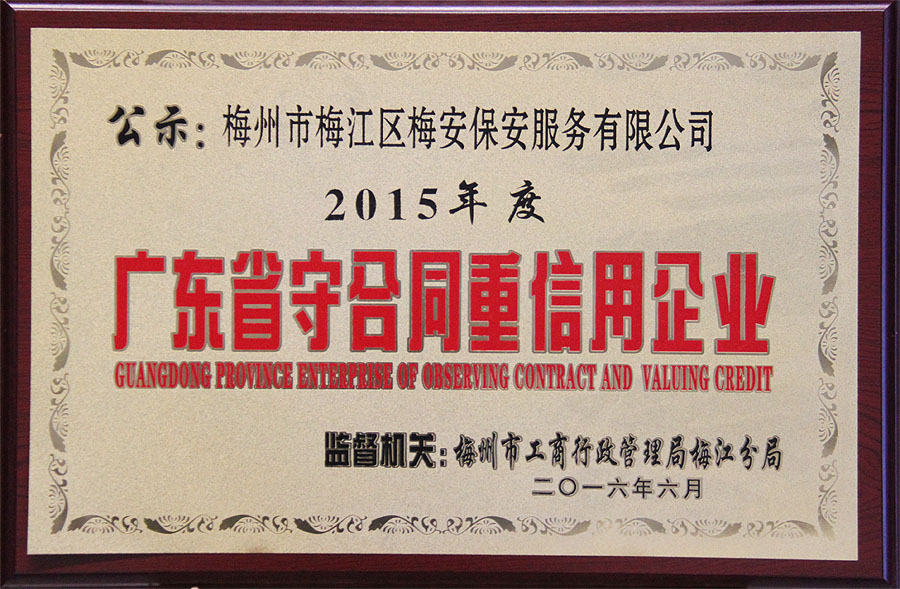 公示：梅州市梅江区梅安保安服务有限公司
2015年度
广东省守合同重信用企业
GUANGDONG PROVINCE ENTERPRISE OF OBSERVING CONTRACT AND VALUING CREDIT
监督机关：梅州市工商行政管理局梅江分局
二〇一六年六月